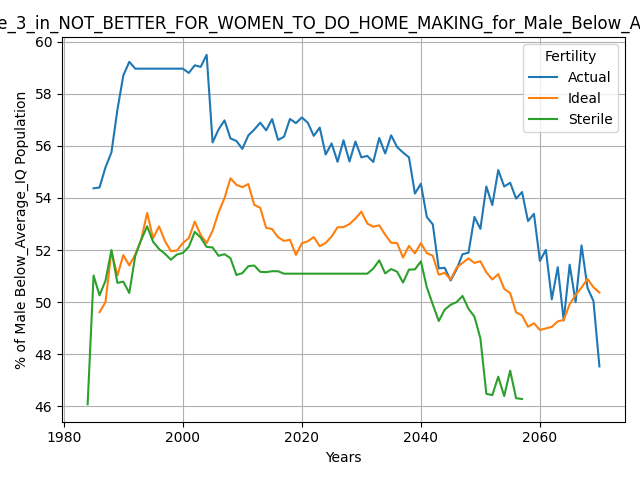 e_3_in_NOT_BETTER_FOR_WOMEN_TO_DO_HOME_MAKING_for_Male_Below_A
60
58
56
54
52
50
48
46
% of Male Below_Average_IQ Population
Fertility
Actual
Ideal
Sterile
1980
2000
2020
2040
2060
Years